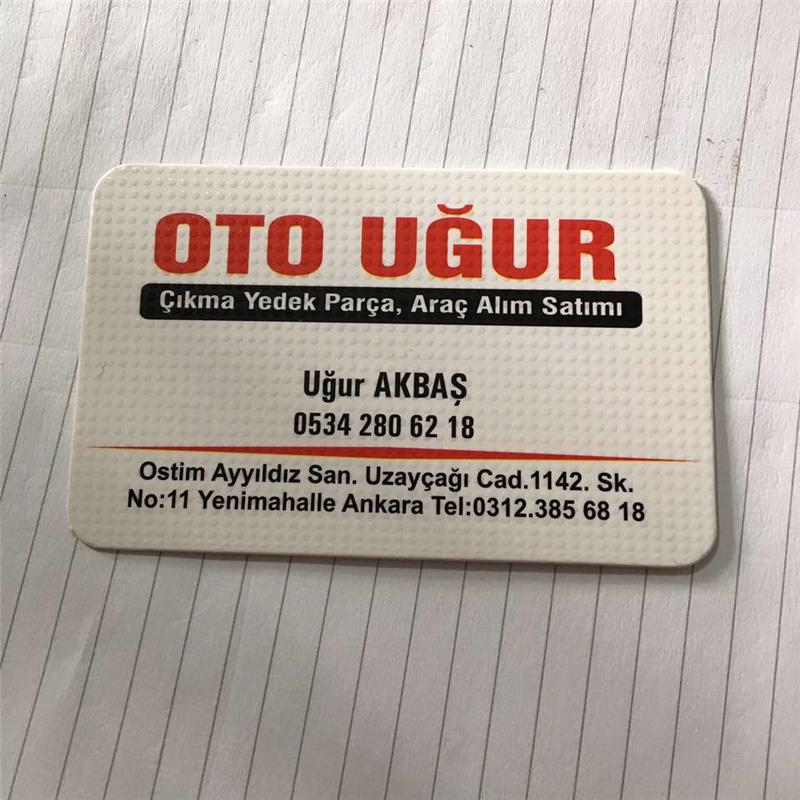 OTO UĞUR
Çıkma Yedek Parça, Araç Alım Satımı
Uğur AKBAŞ
0534 280 62 18
Ostim Ayyıldız San. Uzayçağı Cad.1142. Sk.
No:11 Yenimahalle Ankara Tel:0312.385 68 18